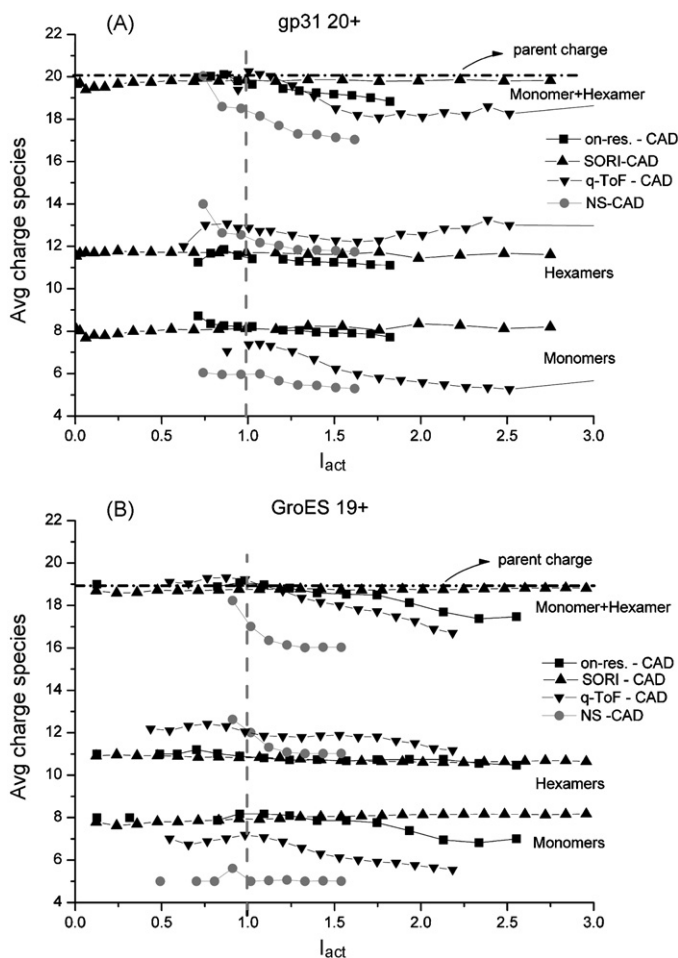 (A)
gp31 20+
parent charge
Monomer+Hexamer
on-res. - CAD
SORI-CAD
q-ToF - CAD
NS-CAD
Hexamers
Monomers
Avg charge species
22
20
18
16
14
12
10
8
6
4
0.0 0.5 1.0 1.5 2.0 2.5 3.0
Iact
(B)
GroES 19+
parent charge
Monomer+Hexamer
on-res. - CAD
SORI - CAD
q-ToF - CAD
NS -CAD
Hexamers
Monomers
Avg charge species
22
20
18
16
14
12
10
8
6
4
0.0 0.5 1.0 1.5 2.0 2.5 3.0
Iact